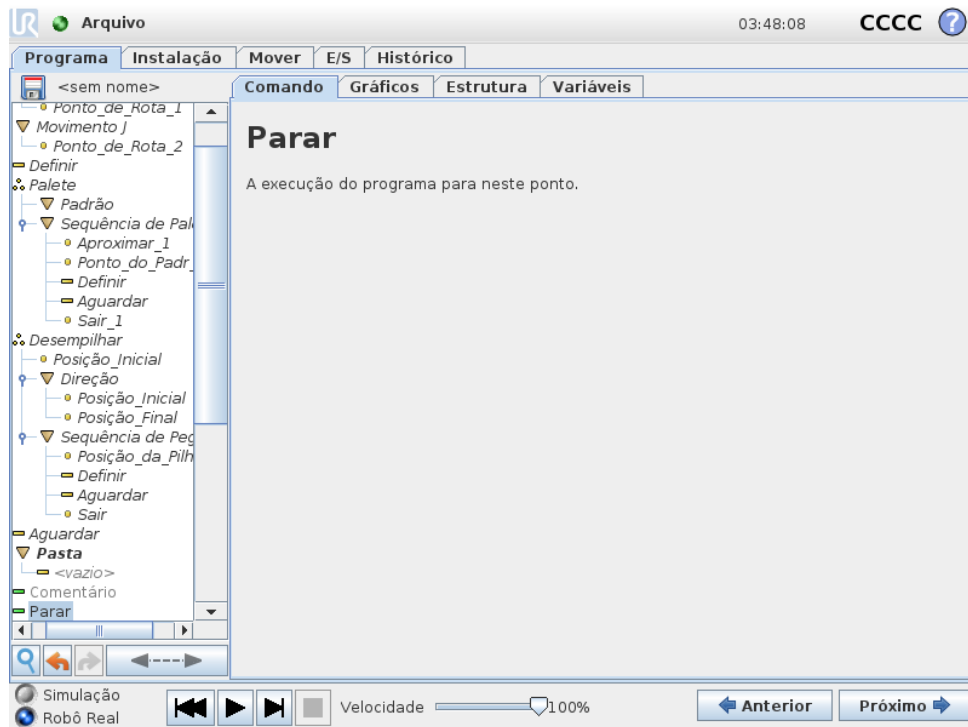 UR Arquivo 03:48:08 CCCC ?
Programa Instalação Mover E/S Histórico
<sem nome> Comando Gráficos Estrutura Variáveis
Ponto_de_Rota_1
Movimento J
Ponto_de_Rota_2
Definir
Palete
Padrão
Sequência de Pal
Aproximar_1
Ponto_do_Padr_
Definir
Aguardar
Sair_1
Desempilhar
Posição_Inicial
Direção
Posição_Inicial
Posição_Final
Sequência de Peg
Posição_da_Pilh
Definir
Aguardar
Sair
Aguardar
Pasta
<vazio>
Comentário
Parar
Parar
A execução do programa para neste ponto.
Simulação
Robô Real
Velocidade 100%
Anterior Próximo